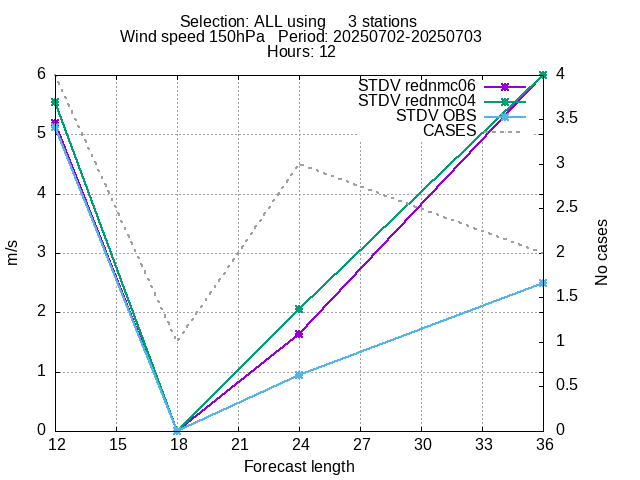 Selection: ALL using     3 stations
Wind speed 150hPa   Period: 20250702-20250703
Hours: 12
STDV rednmc06
STDV rednmc04
STDV OBS
CASES
6
5
4
3
2
1
0
4
3.5
3
2.5
2
1.5
1
0.5
0
m/s
No cases
12 15 18 21 24 27 30 33 36
Forecast length